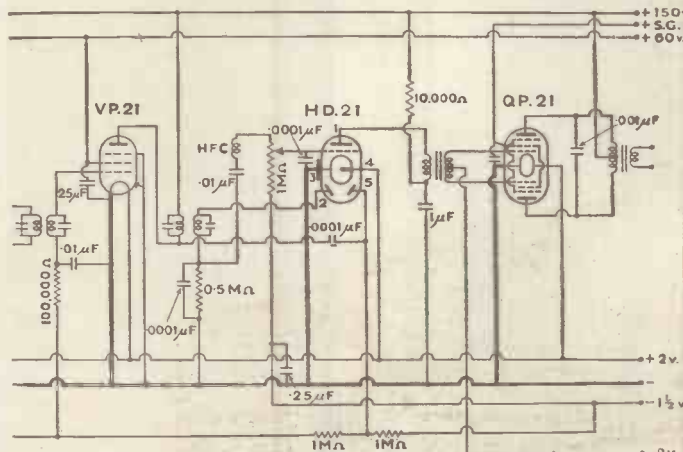 +150
+S.G.
+60v.
VP.21
HD.21
QP.21
10.000Ω
·001μF
HFC
·0001μF
1
·25μF
·01μF
1MΩ
3
4
2
5
·01μF
·0001μF
1μF
100,000Ω
0·5MΩ
·0001μF
+2v.
-
·25μF
-1½v.
1MΩ
1MΩ